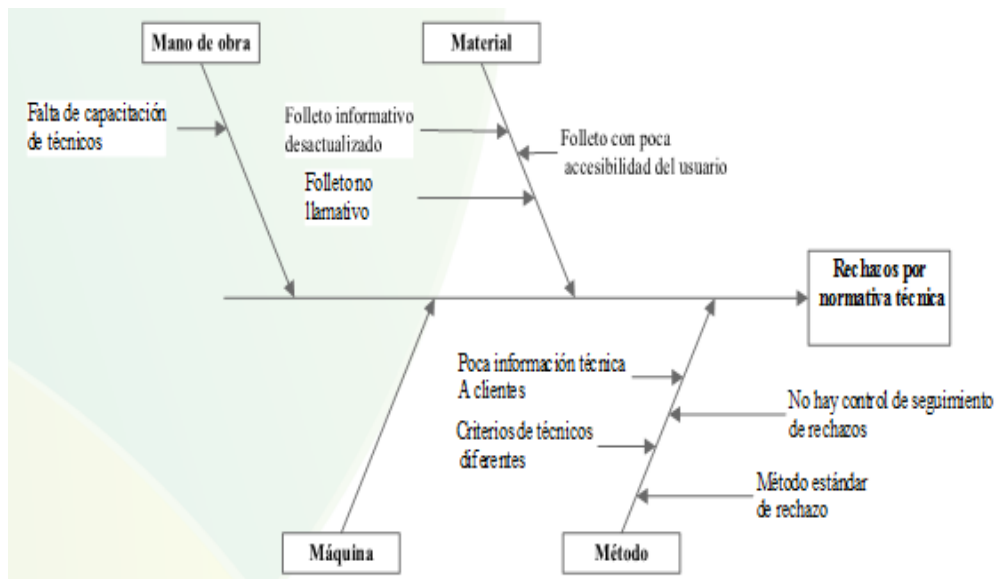 Mano de obra
Material
Falta de capacitación
de técnicos
Folleto informativo
desactualizado
Folleto con poca
accesibilidad del usuario
Folleto no
llamativo
Rechazos por
normativa técnica
Poca información técnica
A clientes
No hay control de seguimiento
de rechazos
Criterios de técnicos
diferentes
Método estándar
de rechazo
Máquina
Método